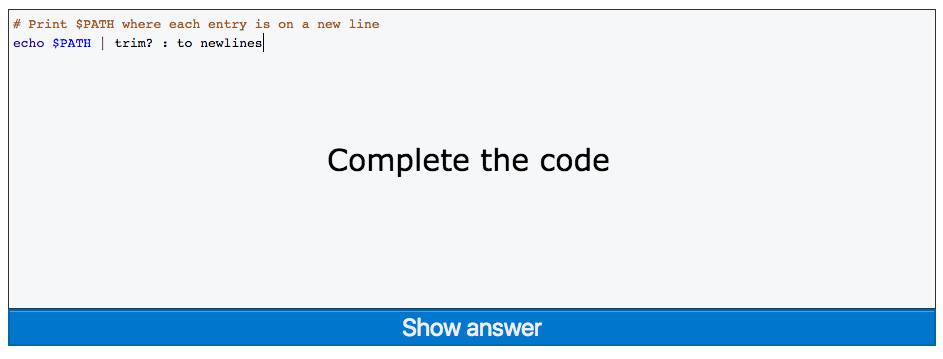 # Print $PATH where each entry is on a new line
echo $PATH | trim? : to newlines
Complete the code
Show answer